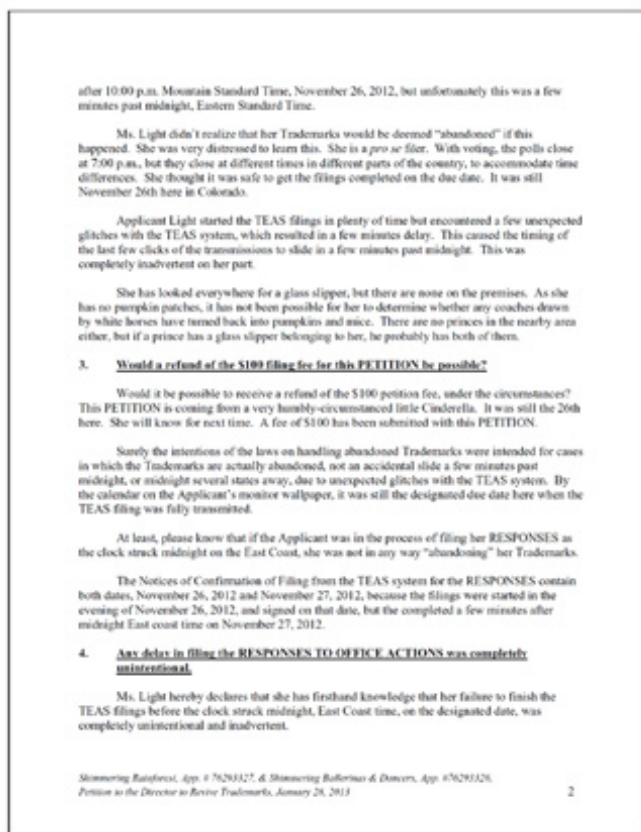 after 10:00 p.m. Mountain Standard Time, November 26, 2012, but unfortunately this was a few
minutes past midnight, Eastern Standard Time.
Ms. Light didn't realize that her Trademarks would be deemed "abandoned" if this
happened. She was very distressed to learn this. She is a pro se filer. With voting, the polls close
at 7:00 p.m., but they close at different times in different parts of the country, to accommodate time
differences. She thought it was safe to get the filings completed on the due date. It was still
November 26th here in Colorado.
Applicant Light started the TEAS filings in plenty of time but encountered a few unexpected
glitches with the TEAS system, which resulted in a few minutes delay. This caused the timing of
the last few clicks of the transmissions to slide in a few minutes past midnight. This was
completely inadvertent on her part.
She has looked everywhere for a glass slipper, but there are none on the premises. As she
has no pumpkin patches, it has not been possible for her to determine whether any coaches drawn
by white horses have turned back into pumpkins and mice. There are no princes in the nearby area
either, but if a prince has a glass slipper belonging to her, he probably has both of them.
3. Would a refund of the $100 filing fee for this PETITION be possible?
Would it be possible to receive a refund of the $100 petition fee, under the circumstances?
This PETITION is coming from a very humbly-circumstanced little Cinderella. It was still the 26th
here. She will know for next time. A fee of $100 has been submitted with this PETITION.
Surely the intentions of the laws on handling abandoned Trademarks were intended for cases
in which the Trademarks are actually abandoned, not an accidental slide a few minutes past
midnight, or midnight several states away, due to unexpected glitches with the TEAS system. By
the calendar on the Applicant's monitor wallpaper, it was still the designated due date here when the
TEAS filing was fully transmitted.
At least, please know that if the Applicant was in the process of filing her RESPONSES as
the clock struck midnight on the East Coast, she was not in any way "abandoning" her Trademarks.
The Notices of Confirmation of Filing from the TEAS system for the RESPONSES contain
both dates, November 26, 2012 and November 27, 2012, because the filings were started in the
evening of November 26, 2012, and signed on that date, but the completed a few minutes after
midnight East coast time on November 27, 2012.
4. Any delay in filing the RESPONSES TO OFFICE ACTIONS was completely
unintentional.
Ms. Light hereby declares that she has firsthand knowledge that her failure to finish the
TEAS filings before the clock struck midnight, East Coast time, on the designated date, was
completely unintentional and inadvertent.
Shimmering Rainforest, App. # 76293327, & Shimmering Ballerinas & Dancers, App. #76293326,
Petition to the Director to Revive Trademarks, January 28, 2013 2